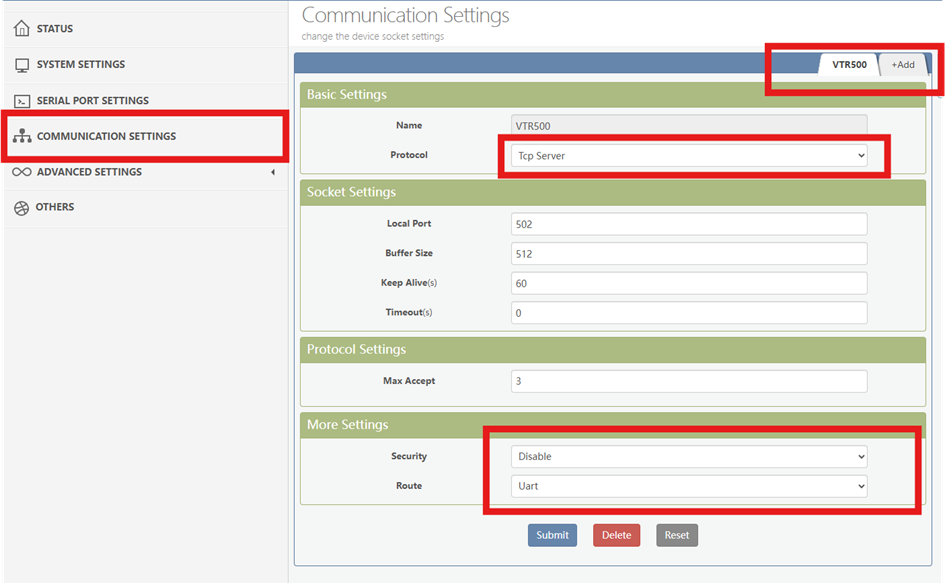 Communication Settings
change the device socket settings
STATUS
SYSTEM SETTINGS
SERIAL PORT SETTINGS
COMMUNICATION SETTINGS
ADVANCED SETTINGS
OTHERS
VTR500 +Add
Basic Settings
Name VTR500
Protocol Tcp Server
Socket Settings
Local Port 502
Buffer Size 512
Keep Alive(s) 60
Timeout(s) 0
Protocol Settings
Max Accept 3
More Settings
Security Disable
Route Uart
Submit Delete Reset